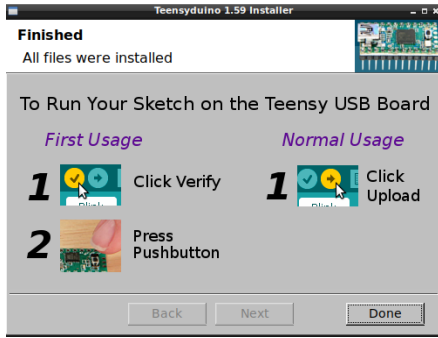 Teensyduino 1.59 Installer
Finished
All files were installed
To Run Your Sketch on the Teensy USB Board
First Usage
Normal Usage
1
Click Verify
1
Click
Upload
2
Press
Pushbutton
Back
Next
Done